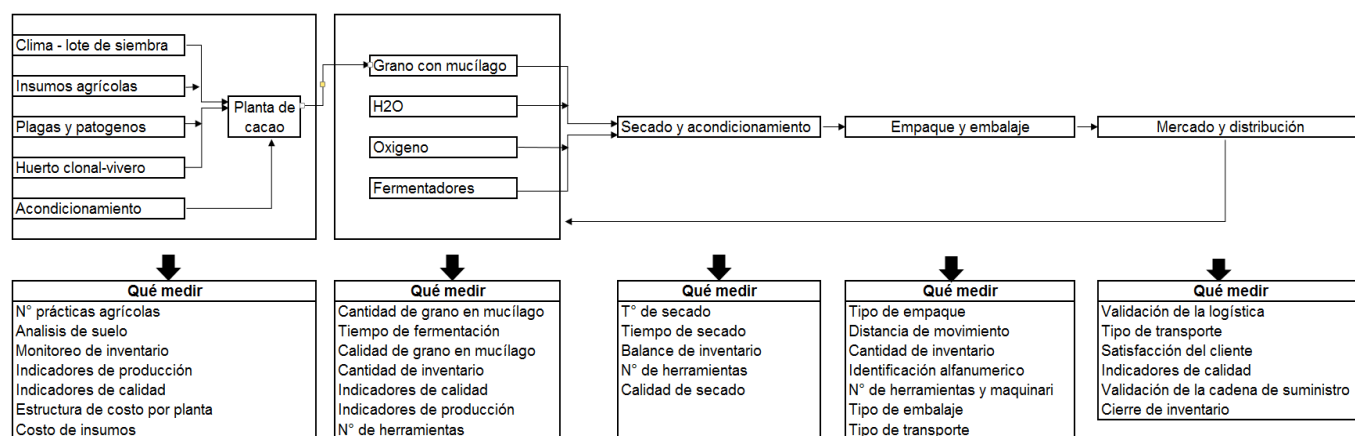 Clima - lote de siembra
Insumos agrícolas
Plagas y patogenos
Huerto clonal-vivero
Acondicionamiento
Planta de
cacao
Grano con mucílago
H2O
Oxigeno
Fermentadores
Secado y acondicionamiento
Empaque y embalaje
Mercado y distribución
Qué medir
N° prácticas agrícolas
Analisis de suelo
Monitoreo de inventario
Indicadores de producción
Indicadores de calidad
Estructura de costo por planta
Costo de insumos
Qué medir
Cantidad de grano en mucílago
Tiempo de fermentación
Calidad de grano en mucílago
Cantidad de inventario
Indicadores de calidad
Indicadores de producción
N° de herramientas
Qué medir
T° de secado
Tiempo de secado
Balance de inventario
N° de herramientas
Calidad de secado
Qué medir
Tipo de empaque
Distancia de movimiento
Cantidad de inventario
Identificación alfanumerico
N° de herramientas y maquinari
Tipo de embalaje
Tipo de transporte
Qué medir
Validación de la logística
Tipo de transporte
Satisfacción del cliente
Indicadores de calidad
Validación de la cadena de suministro
Cierre de inventario